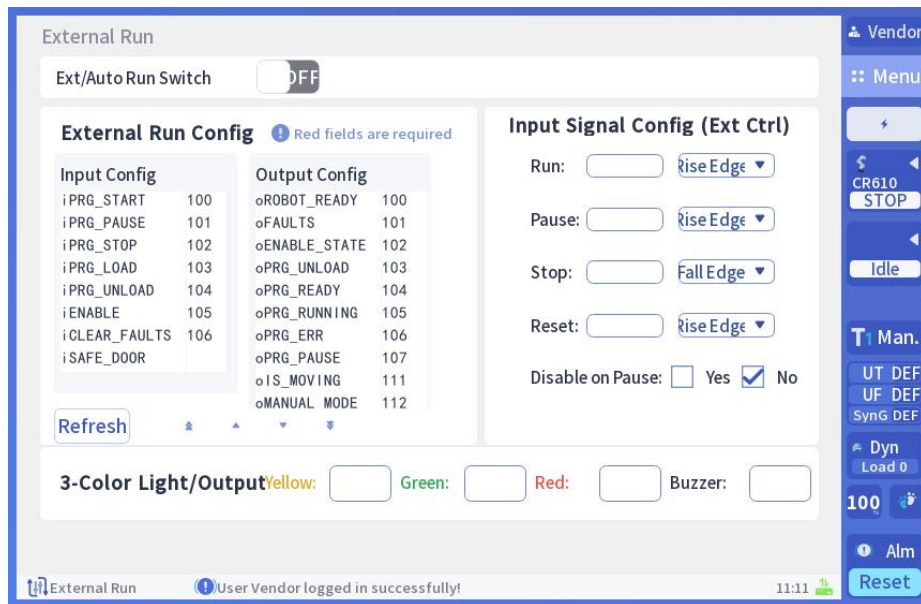 External Run
Ext/Auto Run Switch OFF
External Run Config Red fields are required
Input Config
iPRG_START 100
iPRG_PAUSE 101
iPRG_STOP 102
iPRG_LOAD 103
iPRG_UNLOAD 104
iENABLE 105
iCLEAR_FAULTS 106
iSAFE_DOOR
Output Config
oROBOT_READY 100
oFAULTS 101
oENABLE_STATE 102
oPRG_UNLOAD 103
oPRG_READY 104
oPRG_RUNNING 105
oPRG_ERR 106
oPRG_PAUSE 107
oIS_MOVING 111
oMANUAL_MODE 112
Refresh
Input Signal Config (Ext Ctrl)
Run: Rise Edge
Pause: Rise Edge
Stop: Fall Edge
Reset: Rise Edge
Disable on Pause: Yes No
3-Color Light/Output Yellow: Green: Red: Buzzer:
External Run User Vendor logged in successfully! 11:11
Vendor
Menu
CR610
STOP
Idle
T1 Man.
UT DEF
UF DEF
SynG DEF
Dyn
Load 0
100 %
Alm
Reset